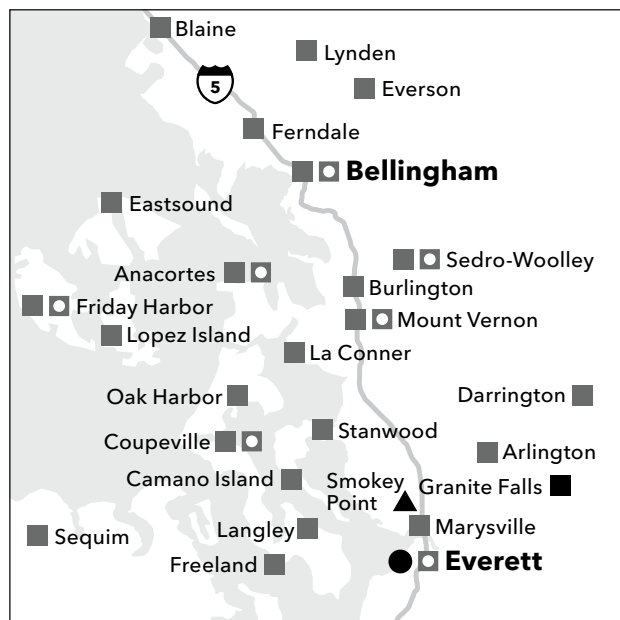 Blaine
Lynden
5
Everson
Ferndale
Bellingham
Eastsound
Sedro-Woolley
Anacortes
Burlington
Friday Harbor
Mount Vernon
Lopez Island
La Conner
Oak Harbor
Darrington
Stanwood
Coupeville
Arlington
Camano Island
Smokey
Point
Granite Falls
Marysville
Langley
Sequim
Everett
Freeland